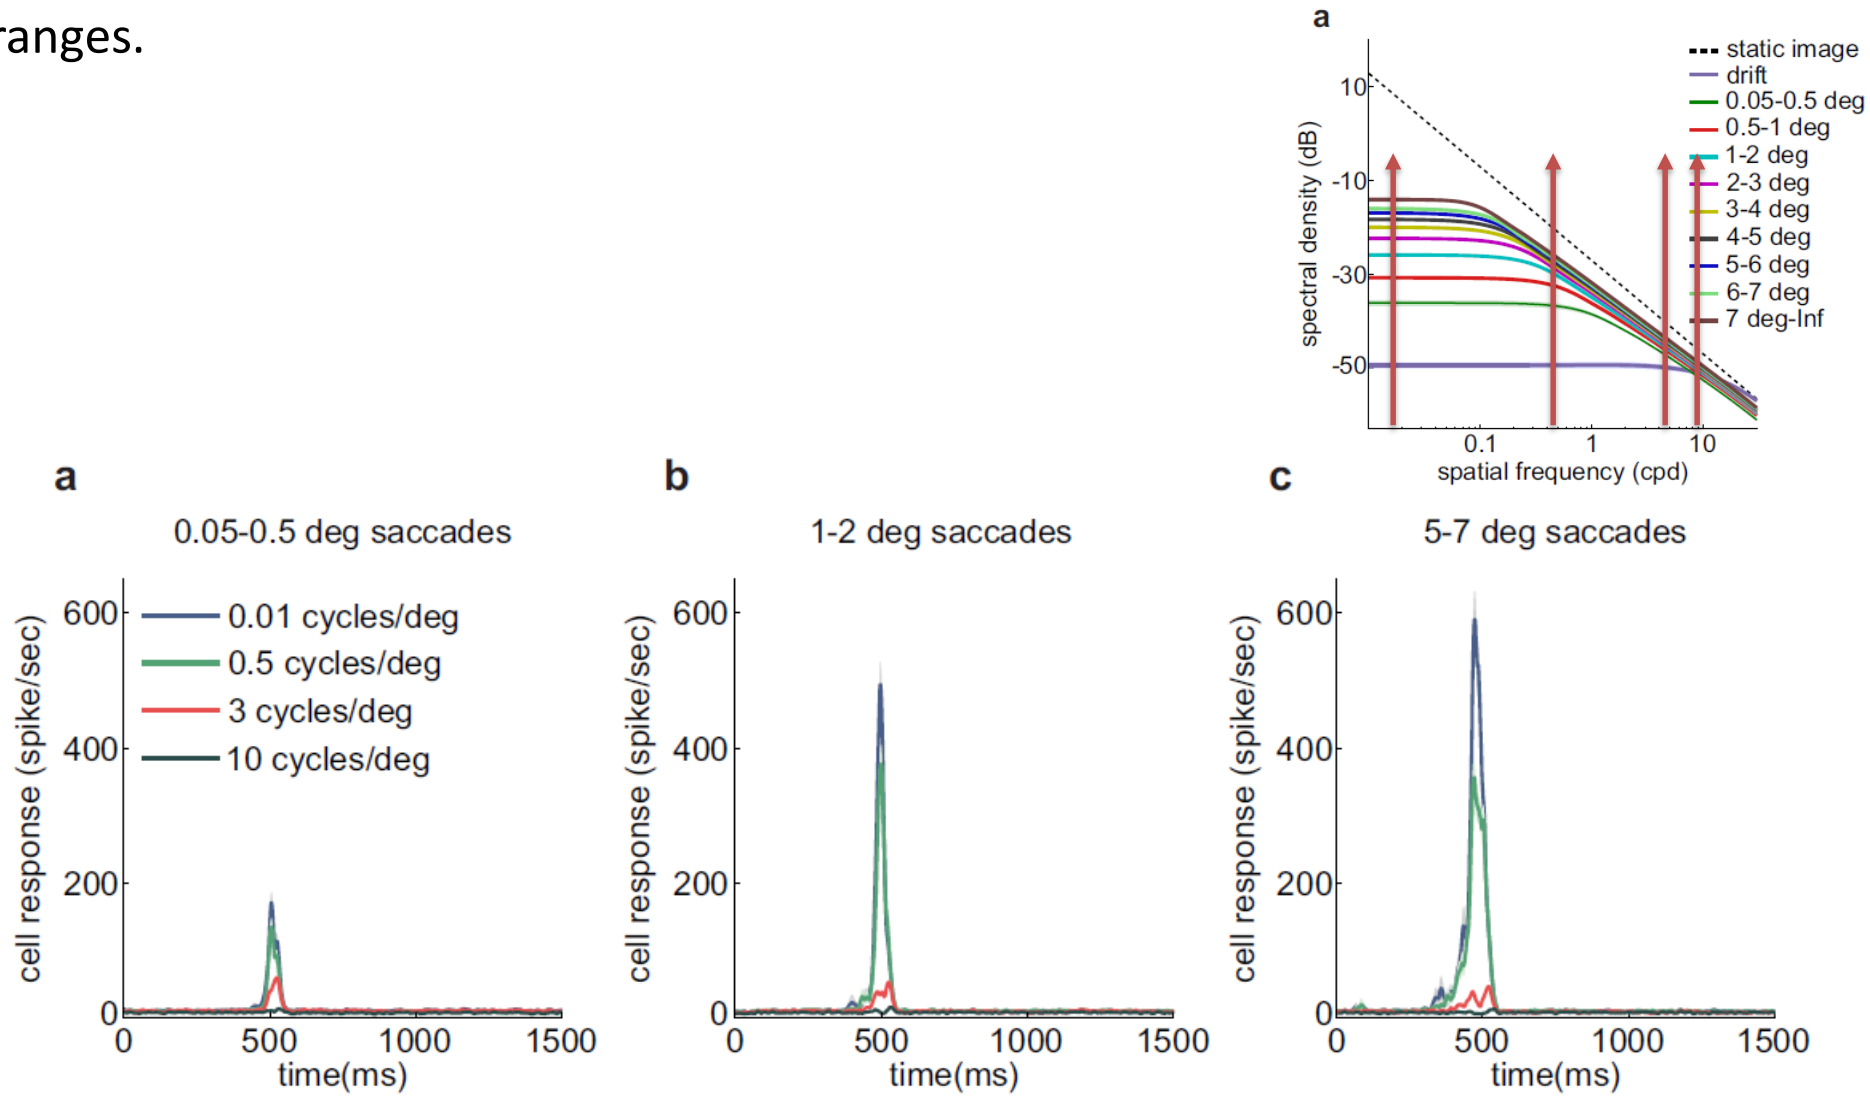 ranges.
a
static image
drift
0.05-0.5 deg
0.5-1 deg
1-2 deg
2-3 deg
3-4 deg
4-5 deg
5-6 deg
6-7 deg
7 deg-Inf
spectral density (dB)
10
-10
-30
-50
0.1 1 10
spatial frequency (cpd)
a
0.05-0.5 deg saccades
cell response (spike/sec)
600
400
200
0
0.01 cycles/deg
0.5 cycles/deg
3 cycles/deg
10 cycles/deg
0 500 1000 1500
time(ms)
b
1-2 deg saccades
cell response (spike/sec)
600
400
200
0
0 500 1000 1500
time(ms)
c
5-7 deg saccades
cell response (spike/sec)
600
400
200
0
0 500 1000 1500
time(ms)